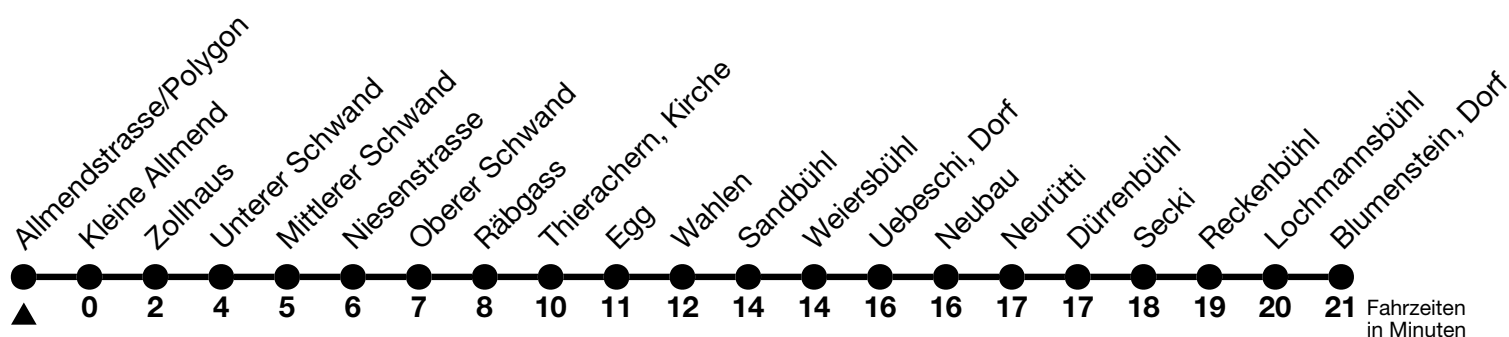 Allmendstrasse/Polygon
Kleine Allmend
Zollhaus
Unterer Schwand
Mittlerer Schwand
Niesenstrasse
Oberer Schwand
Räbgass
Thierachern, Kirche
Egg
Wahlen
Sandbühl
Weiersbühl
Uebeschi, Dorf
Neubau
Neurütti
Dürrenbühl
Secki
Reckenbühl
Lochmannsbühl
Blumenstein, Dorf
0 2 4 5 6 7 8 10 11 12 14 14 16 16 17 17 18 19 20 21
Fahrzeiten
in Minuten